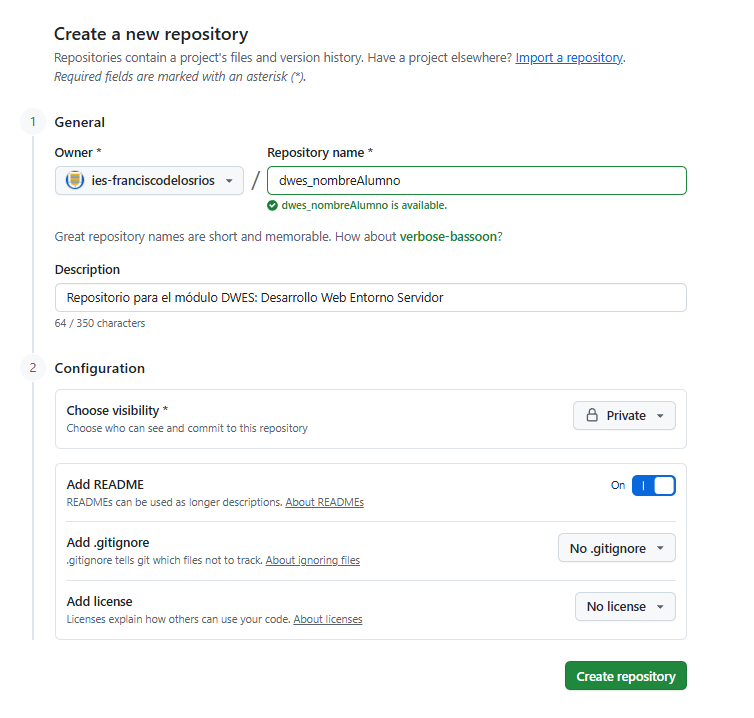 Create a new repository
Repositories contain a project's files and version history. Have a project elsewhere? Import a repository.
Required fields are marked with an asterisk (*).
1 General
Owner * Repository name *
ies-franciscodelosrios / dwes_nombreAlumno
dwes_nombreAlumno is available.
Great repository names are short and memorable. How about verbose-bassoon?
Description
Repositorio para el módulo DWES: Desarrollo Web Entorno Servidor
64 / 350 characters
2 Configuration
Choose visibility *
Choose who can see and commit to this repository
Private
Add README
READMEs can be used as longer descriptions. About READMEs
On
Add .gitignore
.gitignore tells git which files not to track. About ignoring files
No .gitignore
Add license
Licenses explain how others can use your code. About licenses
No license
Create repository